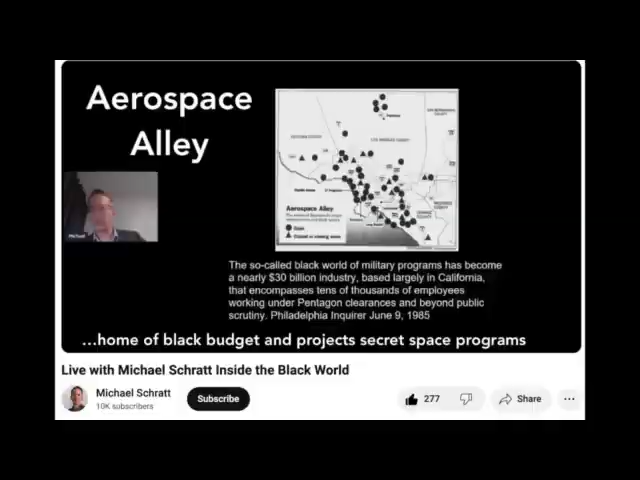 Aerospace
Alley
LOS ANGELES COUNTY
Aerospace Alley
The so-called black world of military programs has become
a nearly $30 billion industry, based largely in California,
that encompasses tens of thousands of employees
working under Pentagon clearances and beyond public
scrutiny. Philadelphia Inquirer June 9, 1985
...home of black budget and projects secret space programs
Live with Michael Schratt Inside the Black World
Michael Schratt
10K subscribers
Subscribe
277
Share